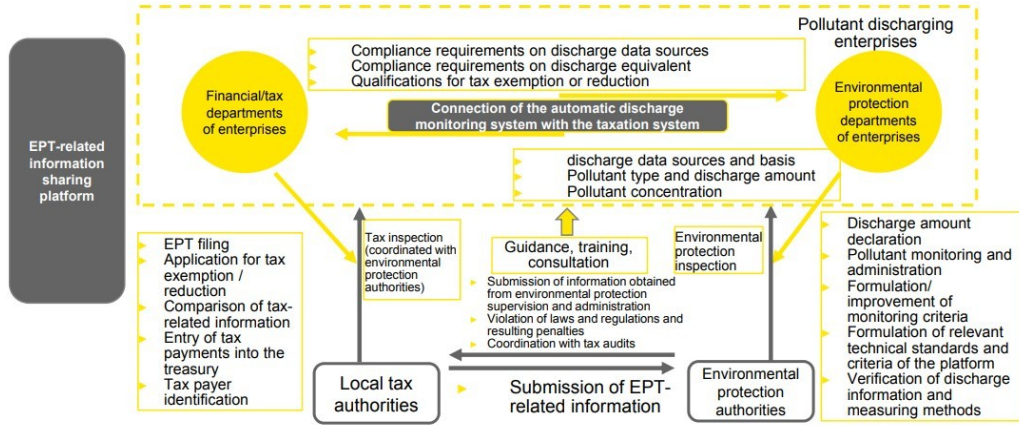 Pollutant discharging
enterprises
EPT-related
information
sharing
platform
Financial/tax
departments
of enterprises
Compliance requirements on discharge data sources
Compliance requirements on discharge equivalent
Qualifications for tax exemption or reduction
Connection of the automatic discharge
monitoring system with the taxation system
Environmental
protection
departments
of enterprises
discharge data sources and basis
Pollutant type and discharge amount
Pollutant concentration
EPT filing
Application for tax
exemption /
reduction
Comparison of tax-
related information
Entry of tax
payments into the
treasury
Tax payer
identification
Tax inspection
(coordinated with
environmental
protection
authorities)
Guidance, training,
consultation
Submission of information obtained
from environmental protection
supervision and administration
Violation of laws and regulations and
resulting penalties
Coordination with tax audits
Environmental
protection
inspection
Discharge amount
declaration
Pollutant monitoring and
administration
Formulation/
improvement of
monitoring criteria
Formulation of relevant
technical standards and
criteria of the platform
Verification of discharge
information and
measuring methods
Local tax
authorities
Submission of EPT-
related information
Environmental
protection
authorities